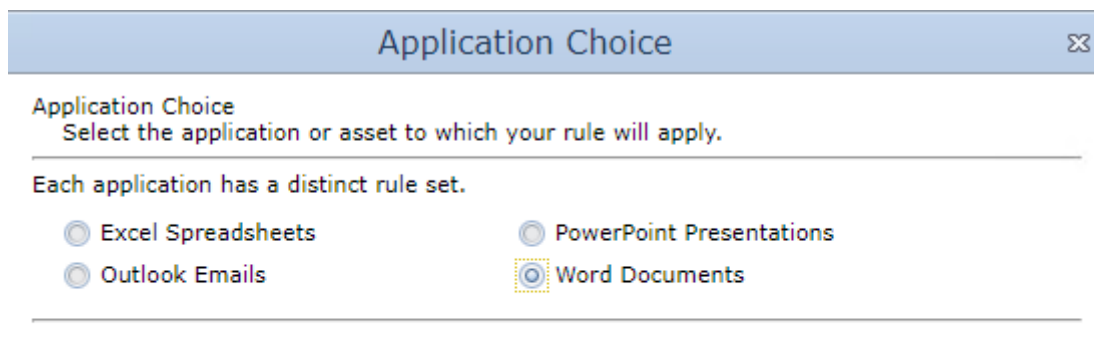 Application Choice
Application Choice
Select the application or asset to which your rule will apply.
Each application has a distinct rule set.
Excel Spreadsheets
PowerPoint Presentations
Outlook Emails
Word Documents